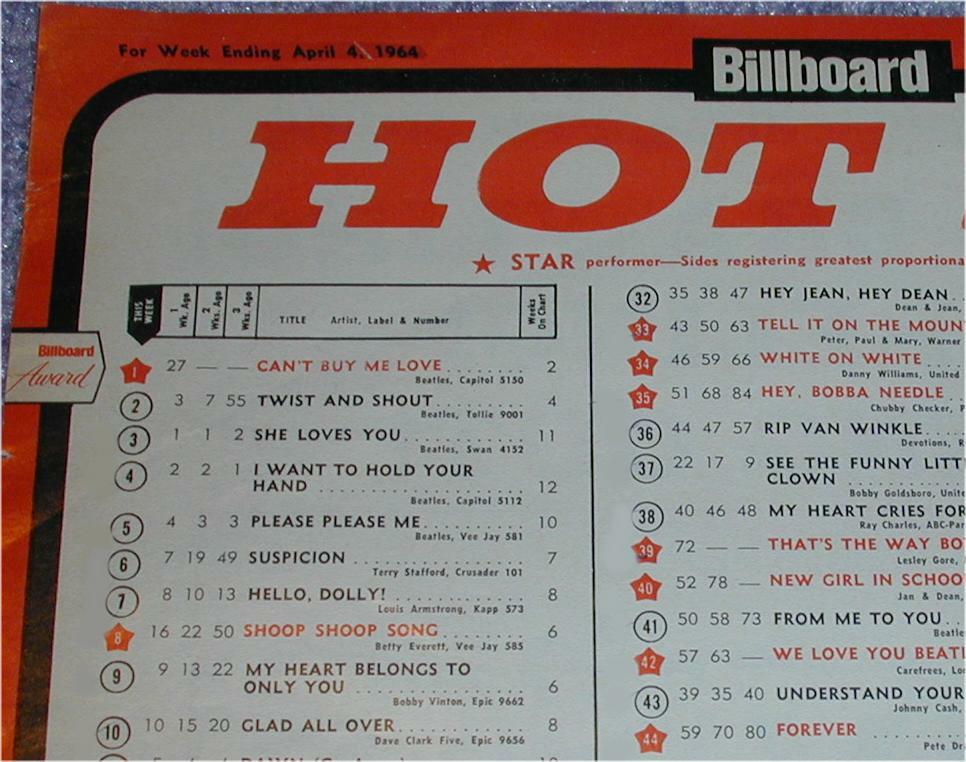 For Week Ending April 4, 1964
Billboard
HOT
★ STAR performer—Sides registering greatest proportiona
THIS WEEK 1 Wk. Ago 2 Wks. Ago 3 Wks. Ago TITLE Artist, Label & Number Weeks On Chart
Billboard
Award
1 27 — — CAN'T BUY ME LOVE 2
Beatles, Capitol 5150
2 3 7 55 TWIST AND SHOUT 4
Beatles, Tollie 9001
3 1 1 2 SHE LOVES YOU 11
Beatles, Swan 4152
4 2 2 1 I WANT TO HOLD YOUR
HAND 12
Beatles, Capitol 5112
5 4 3 3 PLEASE PLEASE ME 10
Beatles, Vee Jay 581
6 7 19 49 SUSPICION 7
Terry Stafford, Crusader 101
7 8 10 13 HELLO, DOLLY! 8
Louis Armstrong, Kapp 573
8 16 22 50 SHOOP SHOOP SONG 6
Betty Everett, Vee Jay 585
9 9 13 22 MY HEART BELONGS TO
ONLY YOU 6
Bobby Vinton, Epic 9662
10 10 15 20 GLAD ALL OVER 8
Dave Clark Five, Epic 9656
32 35 38 47 HEY JEAN, HEY DEAN
Dean & Jean,
33 43 50 63 TELL IT ON THE MOUN
Peter, Paul & Mary, Warner
34 46 59 66 WHITE ON WHITE
Danny Williams, United
35 51 68 84 HEY, BOBBA NEEDLE
Chubby Checker, P
36 44 47 57 RIP VAN WINKLE
Devotions, R
37 22 17 9 SEE THE FUNNY LITT
CLOWN
Bobby Goldsboro, Unite
38 40 46 48 MY HEART CRIES FOR
Ray Charles, ABC-Par
39 72 — — THAT'S THE WAY BO
Lesley Gore,
40 52 78 — NEW GIRL IN SCHOO
Jan & Dean,
41 50 58 73 FROM ME TO YOU
Beatle
42 57 63 — WE LOVE YOU BEATL
Carefrees, Lo
43 39 35 40 UNDERSTAND YOUR
Johnny Cash,
44 59 70 80 FOREVER
Pete Dr